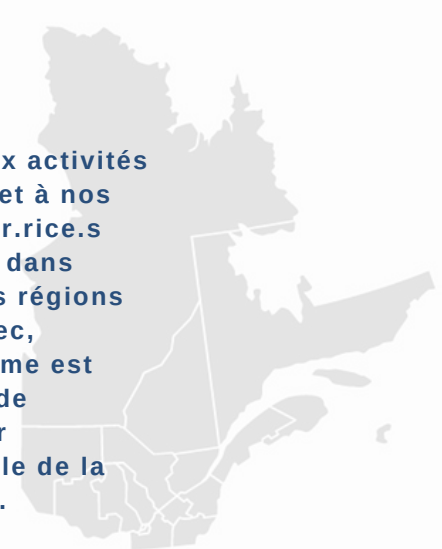 x activités
et à nos
r.rice.s
dans
s régions
ec,
me est
de
r
le de la
.